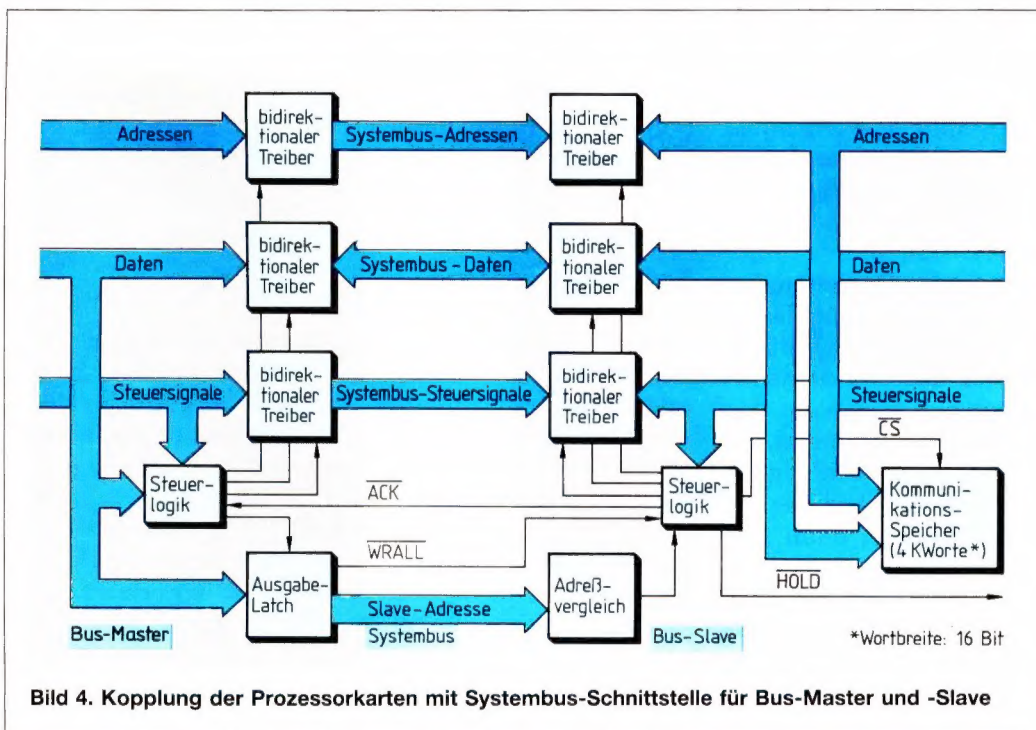 bidirek-
tionaler
Treiber
bidirek-
tionaler
Treiber
Adressen
Systembus-Adressen
Adressen
bidirek-
tionaler
Treiber
bidirek-
tionaler
Treiber
Daten
Systembus-Daten
Daten
bidirek-
tionaler
Treiber
bidirek-
tionaler
Treiber
Steuersignale
Systembus-Steuersignale
Steuersignale
CS
Steuer-
logik
ACK
Steuer-
logik
Kommuni-
kations-
Speicher
(4 KWorte*)
WRALL
HOLD
Ausgabe-
Latch
Slave-Adresse
Adreß-
vergleich
Bus-Master
Systembus
Bus-Slave
*Wortbreite: 16 Bit
Bild 4. Kopplung der Prozessorkarten mit Systembus-Schnittstelle für Bus-Master und -Slave